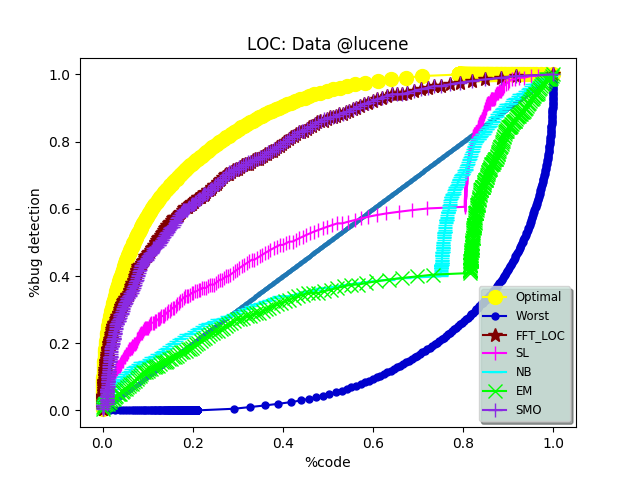 LOC: Data @lucene
%bug detection
1.0
0.8
0.6
0.4
0.2
0.0
0.0 0.2 0.4 0.6 0.8 1.0
%code
Optimal
Worst
FFT_LOC
SL
NB
EM
SMO